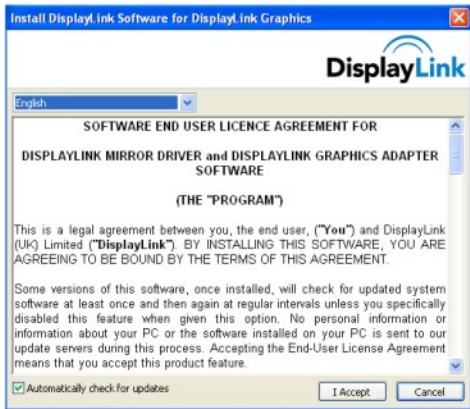 Install DisplayLink Software for DisplayLink Graphics
DisplayLink
English
SOFTWARE END USER LICENCE AGREEMENT FOR
DISPLAYLINK MIRROR DRIVER and DISPLAYLINK GRAPHICS ADAPTER
SOFTWARE
(THE "PROGRAM")
This is a legal agreement between you, the end user, ("You") and DisplayLink
(UK) Limited ("DisplayLink"). BY INSTALLING THIS SOFTWARE, YOU ARE
AGREEING TO BE BOUND BY THE TERMS OF THIS AGREEMENT.
Some versions of this software, once installed, will check for updated system
software at least once and then again at regular intervals unless you specifically
disabled this feature when given this option. No personal information or
information about your PC or the software installed on your PC is sent to our
update servers during this process. Accepting the End-User License Agreement
means that you accept this product feature.
Automatically check for updates
I Accept
Cancel